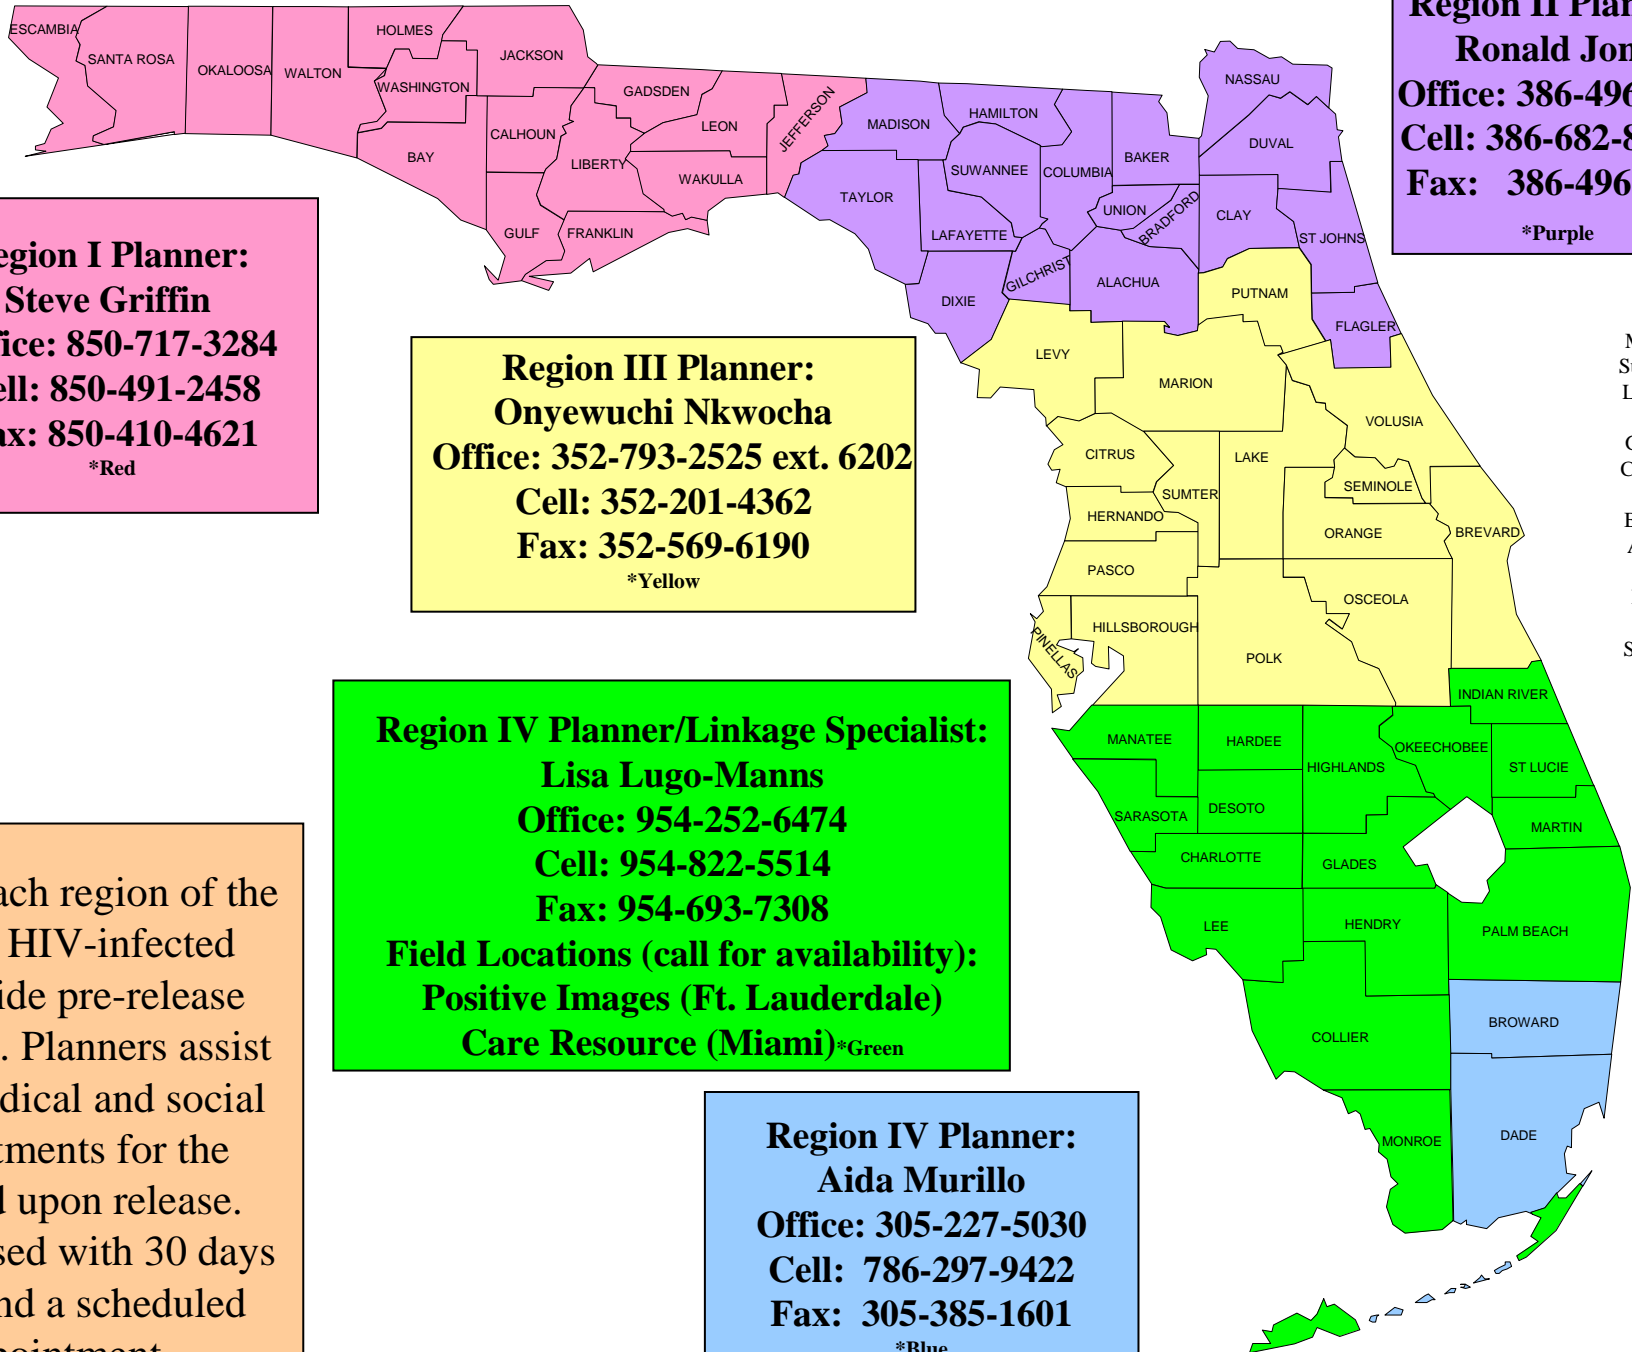 ESCAMBIA
SANTA ROSA
OKALOOSA
WALTON
HOLMES
WASHINGTON
JACKSON
BAY
CALHOUN
GULF
GADSDEN
LIBERTY
LEON
WAKULLA
FRANKLIN
JEFFERSON
MADISON
TAYLOR
HAMILTON
SUWANNEE
LAFAYETTE
DIXIE
GILCHRIST
COLUMBIA
BAKER
UNION
BRADFORD
ALACHUA
NASSAU
DUVAL
CLAY
ST JOHNS
FLAGLER
PUTNAM
LEVY
MARION
VOLUSIA
CITRUS
LAKE
SEMINOLE
SUMTER
HERNANDO
ORANGE
BREVARD
PASCO
OSCEOLA
HILLSBOROUGH
PINELLAS
POLK
INDIAN RIVER
MANATEE
HARDEE
OKEECHOBEE
HIGHLANDS
ST LUCIE
SARASOTA
DESOTO
MARTIN
CHARLOTTE
GLADES
LEE
HENDRY
PALM BEACH
BROWARD
COLLIER
DADE
MONROE
Region II
Ronald
Office: 386-496
Cell: 386-682-8
Fax: 386-496
*Purple
egion I Planner:
Steve Griffin
ice: 850-717-3284
ell: 850-491-2458
ax: 850-410-4621
*Red
Region III Planner:
Onyewuchi Nkwocha
Office: 352-793-2525 ext. 6202
Cell: 352-201-4362
Fax: 352-569-6190
*Yellow
Region IV Planner/Linkage Specialist:
Lisa Lugo-Manns
Office: 954-252-6474
Cell: 954-822-5514
Fax: 954-693-7308
Field Locations (call for availability):
Positive Images (Ft. Lauderdale)
Care Resource (Miami)*Green
ach region of the
HIV-infected
ide pre-release
. Planners assist
dical and social
tments for the
d upon release.
sed with 30 days
nd a scheduled
pointment
Region IV Planner:
Aida Murillo
Office: 305-227-5030
Cell: 786-297-9422
Fax: 305-385-1601
*Blue